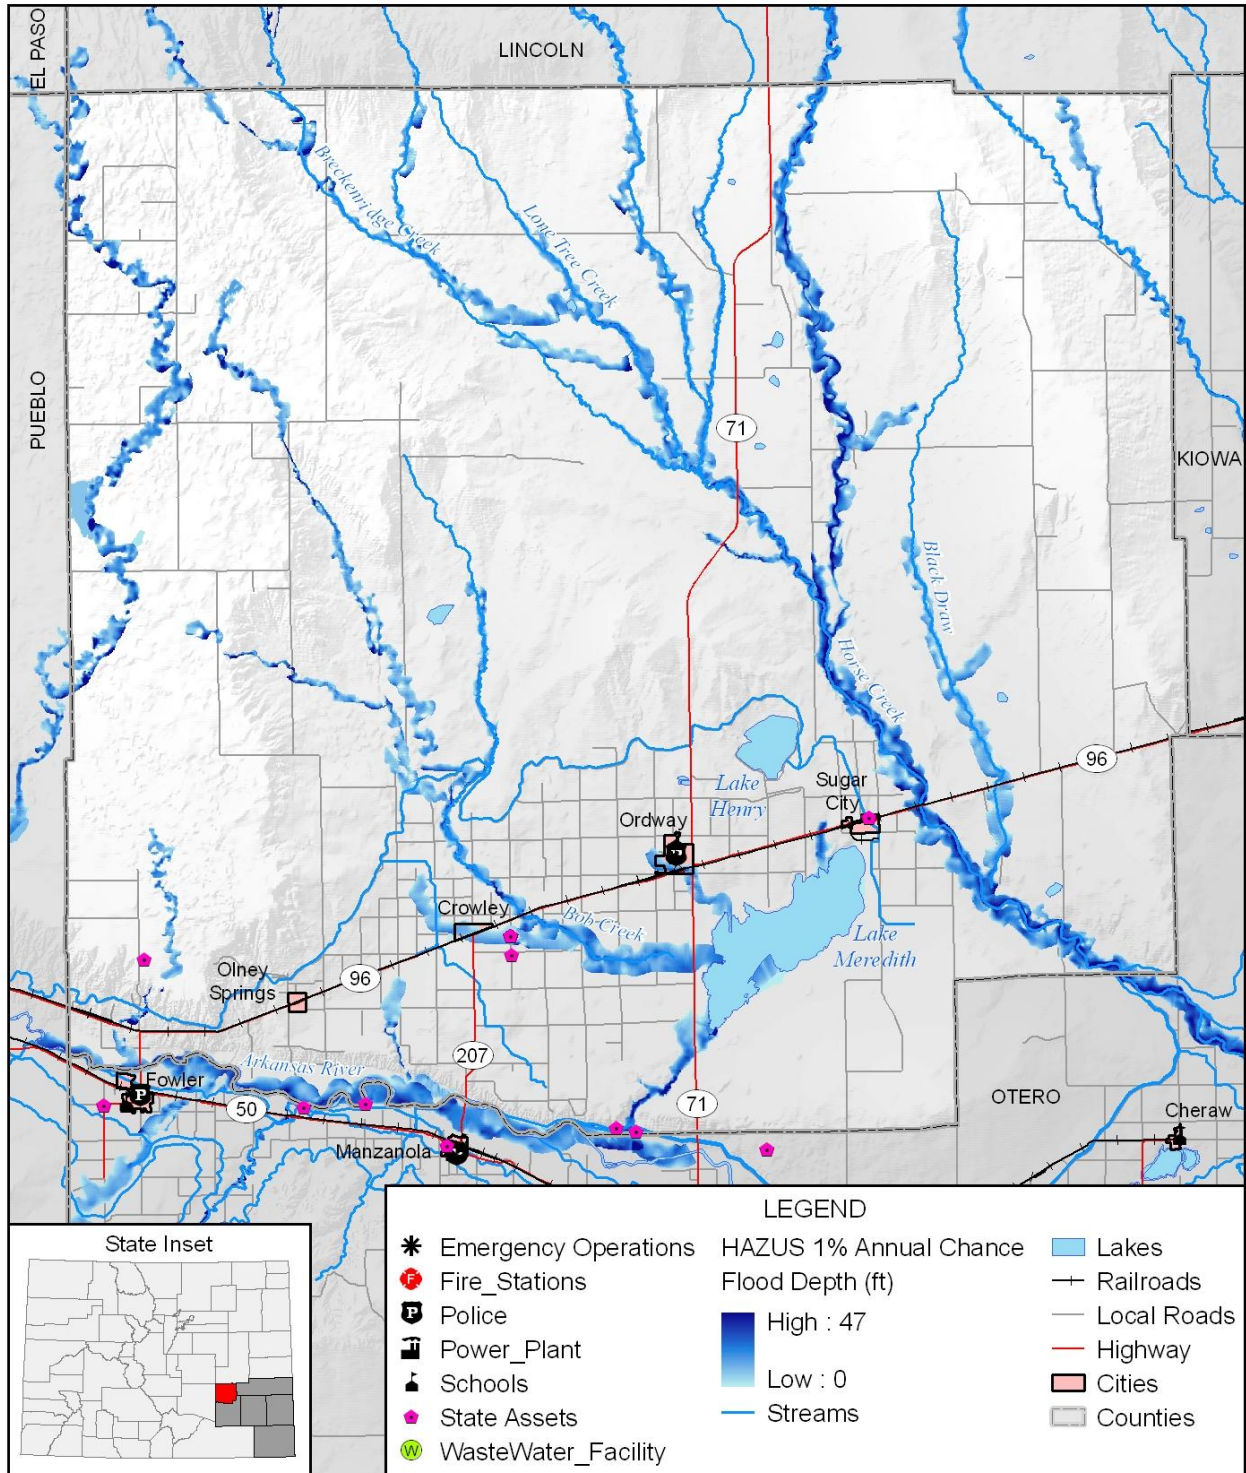 EL PASO
LINCOLN
Breckenridge Creek
Lone Tree Creek
PUEBLO
71
KIOWA
Black Draw
Horse Creek
96
Lake
Henry
Sugar
City
Ordway
Crowley
Bob Creek
Lake
Meredith
Olney
Springs
96
207
Arkansas River
Fowler
P
50
71
OTERO
Cheraw
Manzanola
State Inset
LEGEND
Emergency Operations
F Fire_Stations
P Police
Power_Plant
Schools
State Assets
W WasteWater_Facility
HAZUS 1% Annual Chance
Flood Depth (ft)
High : 47
Low : 0
Streams
Lakes
Railroads
Local Roads
Highway
Cities
Counties